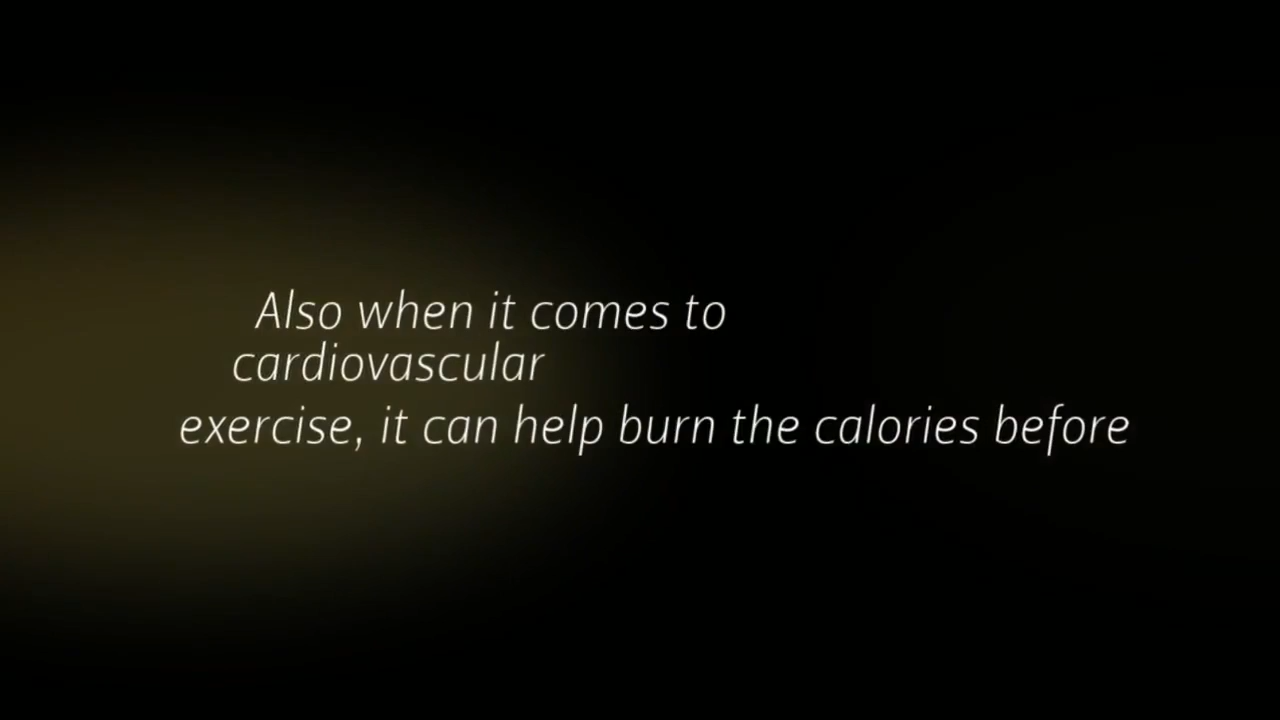 Also when it comes to
cardiovascular
exercise, it can help burn the calories before